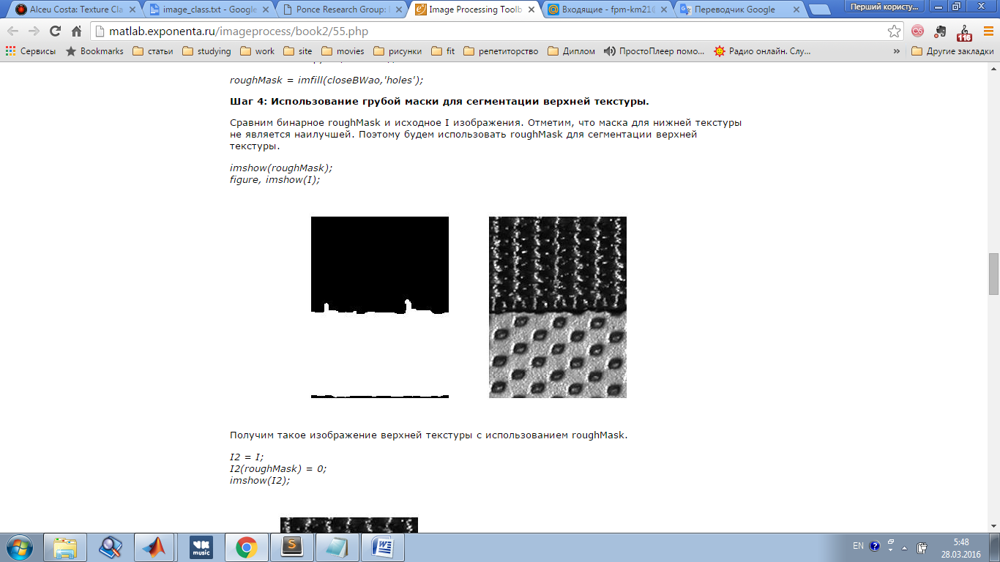 Alceu Costa: Texture Cla
image_class.txt - Google
Ponce Research Group:
Image Processing Toolb
Входящие - fpm-km21@
Переводчик Google
Перший користу...
matlab.exponenta.ru/imageprocess/book2/55.php
116
Сервисы
Bookmarks
статьи
studying
work
site
movies
рисунки
fit
репетиторство
Диплом
ПростоПлеер помо...
Радио онлайн. Слу...
»
Другие закладки
roughMask = imfill(closeBWao,'holes');
Шаг 4: Использование грубой маски для сегментации верхней текстуры.
Сравним бинарное roughMask и исходное I изображения. Отметим, что маска для нижней текстуры
не является наилучшей. Поэтому будем использовать roughMask для сегментации верхней
текстуры.
imshow(roughMask);
figure, imshow(I);
Получим такое изображение верхней текстуры с использованием roughMask.
I2 = I;
I2(roughMask) = 0;
imshow(I2);
music
EN
5:48
28.03.2016